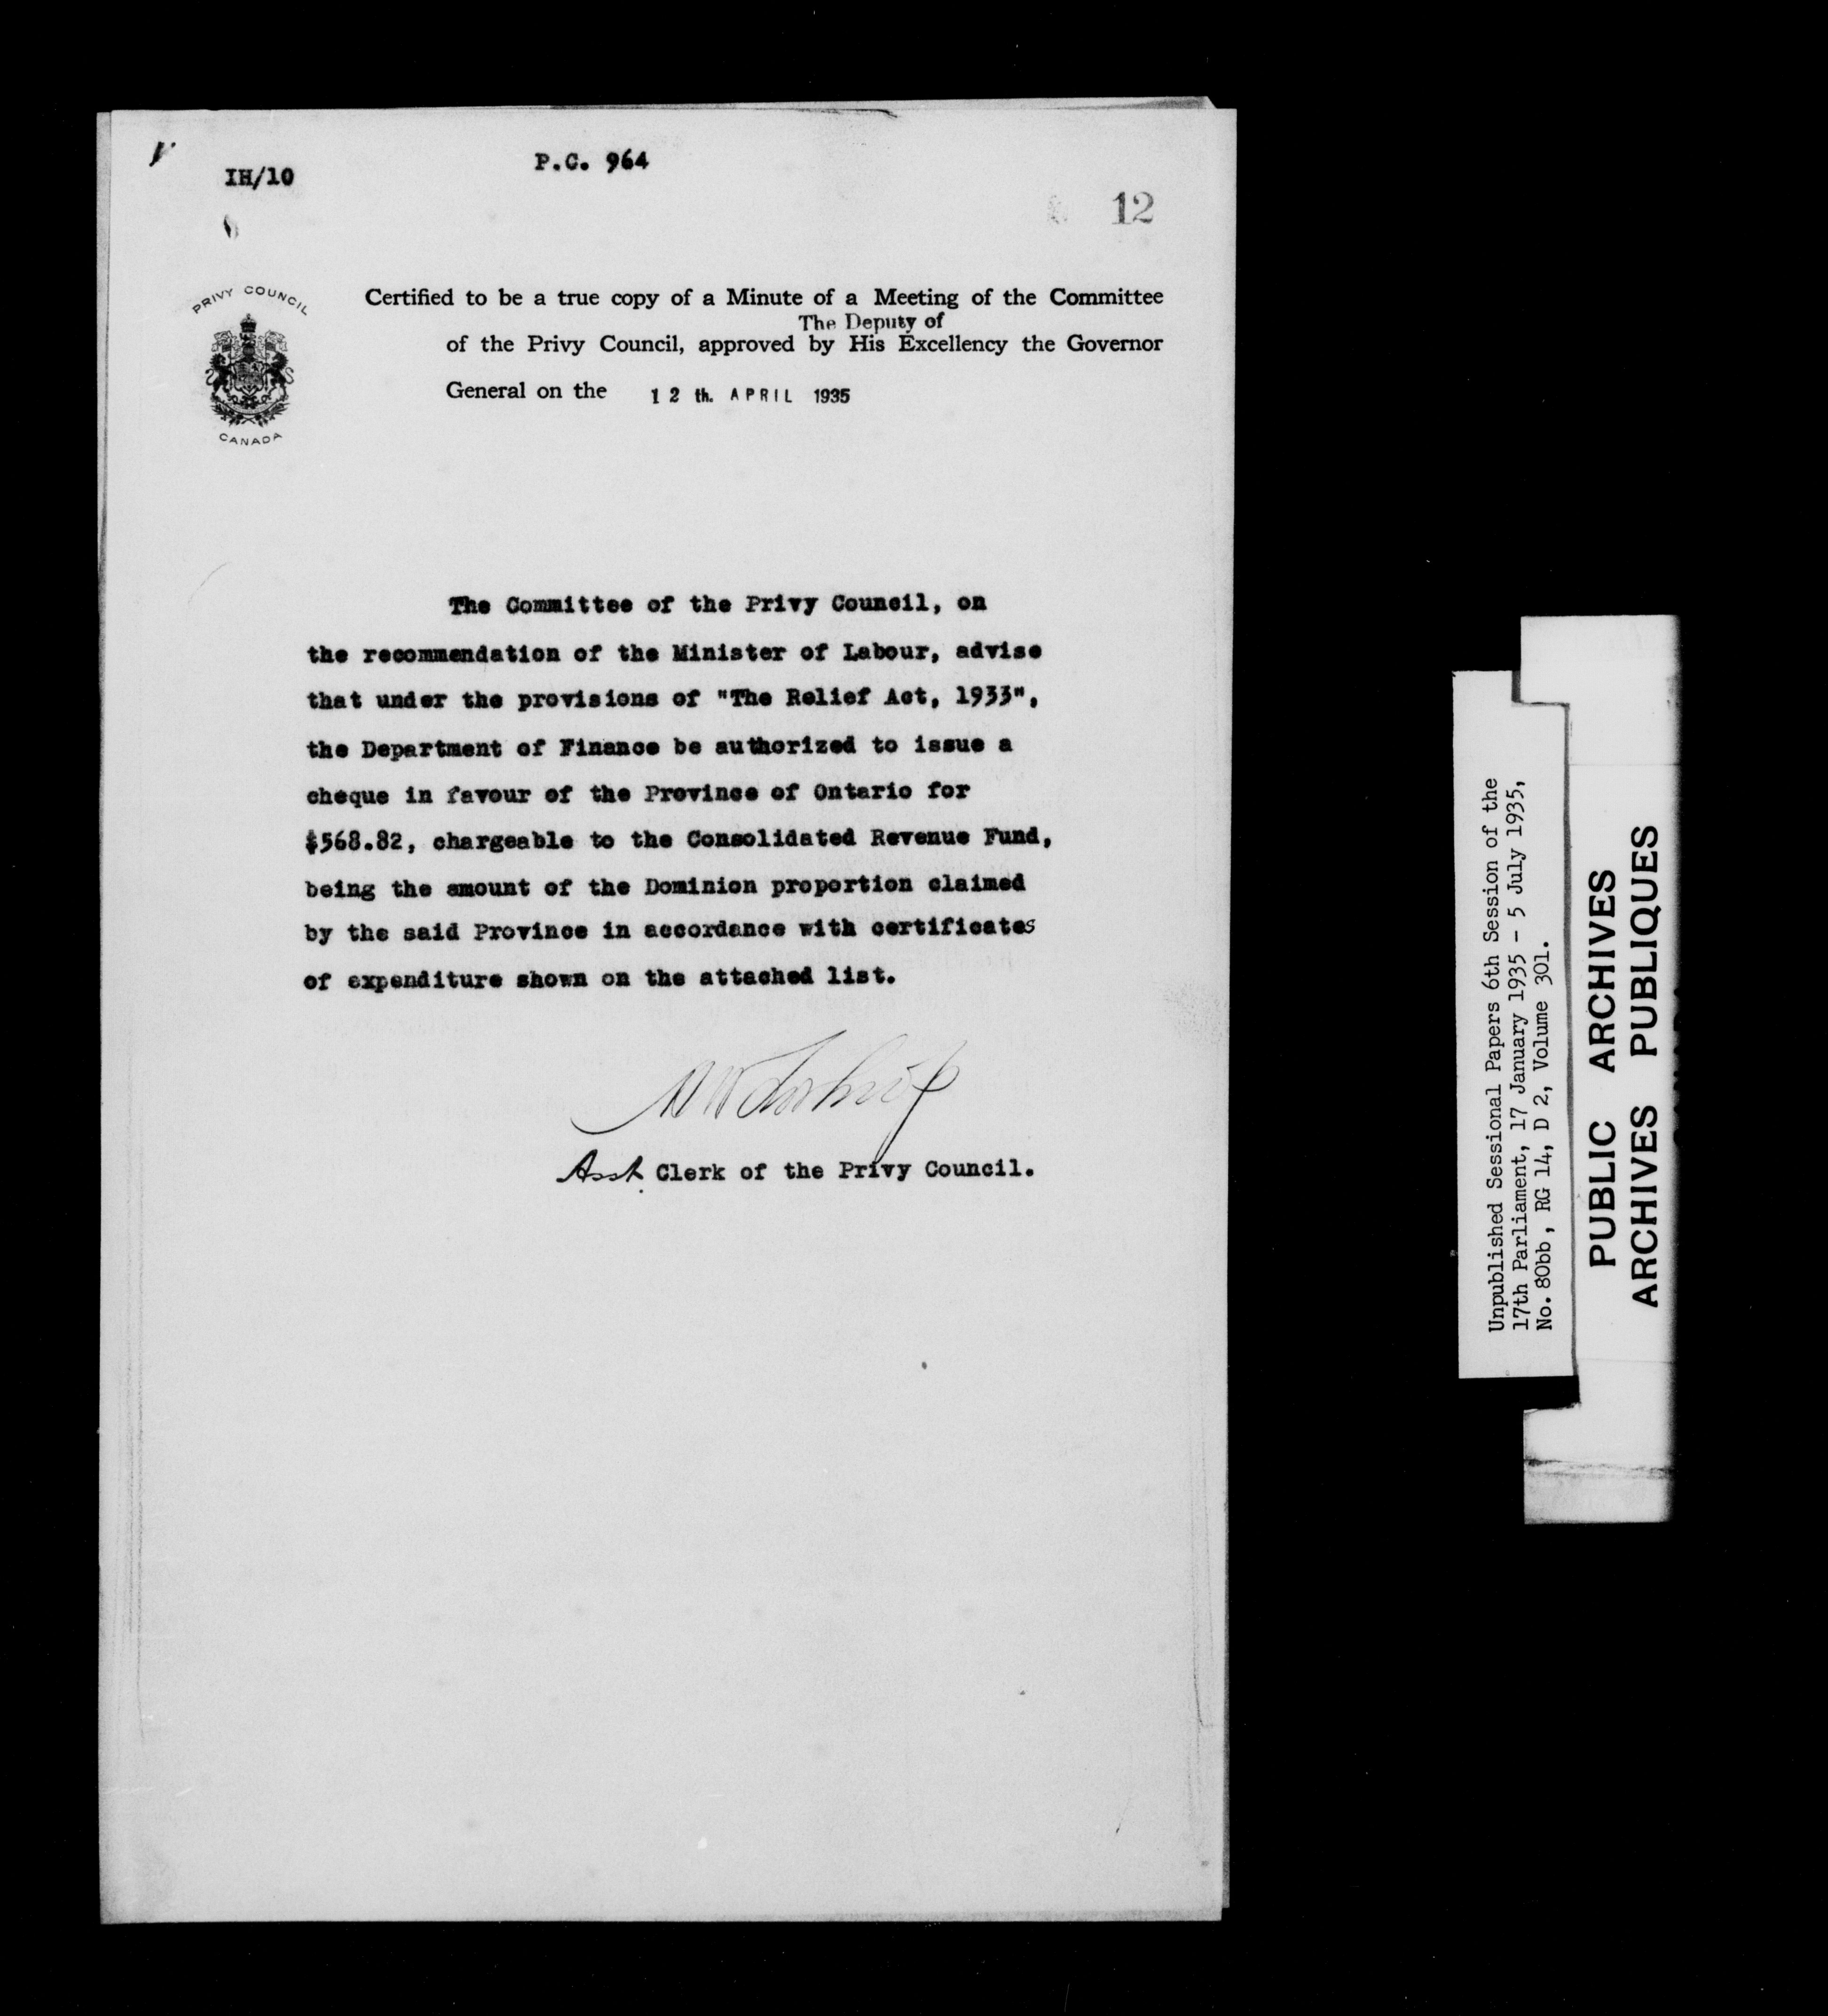 P.C. 964
IH/10
12
PRIVY COUNCIL
CANADA
Certified to be a true copy of a Minute of a Meeting of the Committee
The Deputy of
of the Privy Council, approved by His Excellency the Governor
General on the 12 th. APRIL 1935
The Committee of the Privy Council, on
the recommendation of the Minister of Labour, advise
that under the provisions of "The Relief Act, 1933",
the Department of Finance be authorized to issue a
cheque in favour of the Province of Ontario for
$568.82, chargeable to the Consolidated Revenue Fund,
being the amount of the Dominion proportion claimed
by the said Province in accordance with certificates
of expenditure shown on the attached list.
Asst. Clerk of the Privy Council.
Unpublished Sessional Papers 6th Session of the
17th Parliament, 17 January 1935 - 5 July 1935,
No. 80bb, RG 14, D 2, Volume 301.
PUBLIC ARCHIVES
ARCHIVES PUBLIQUES